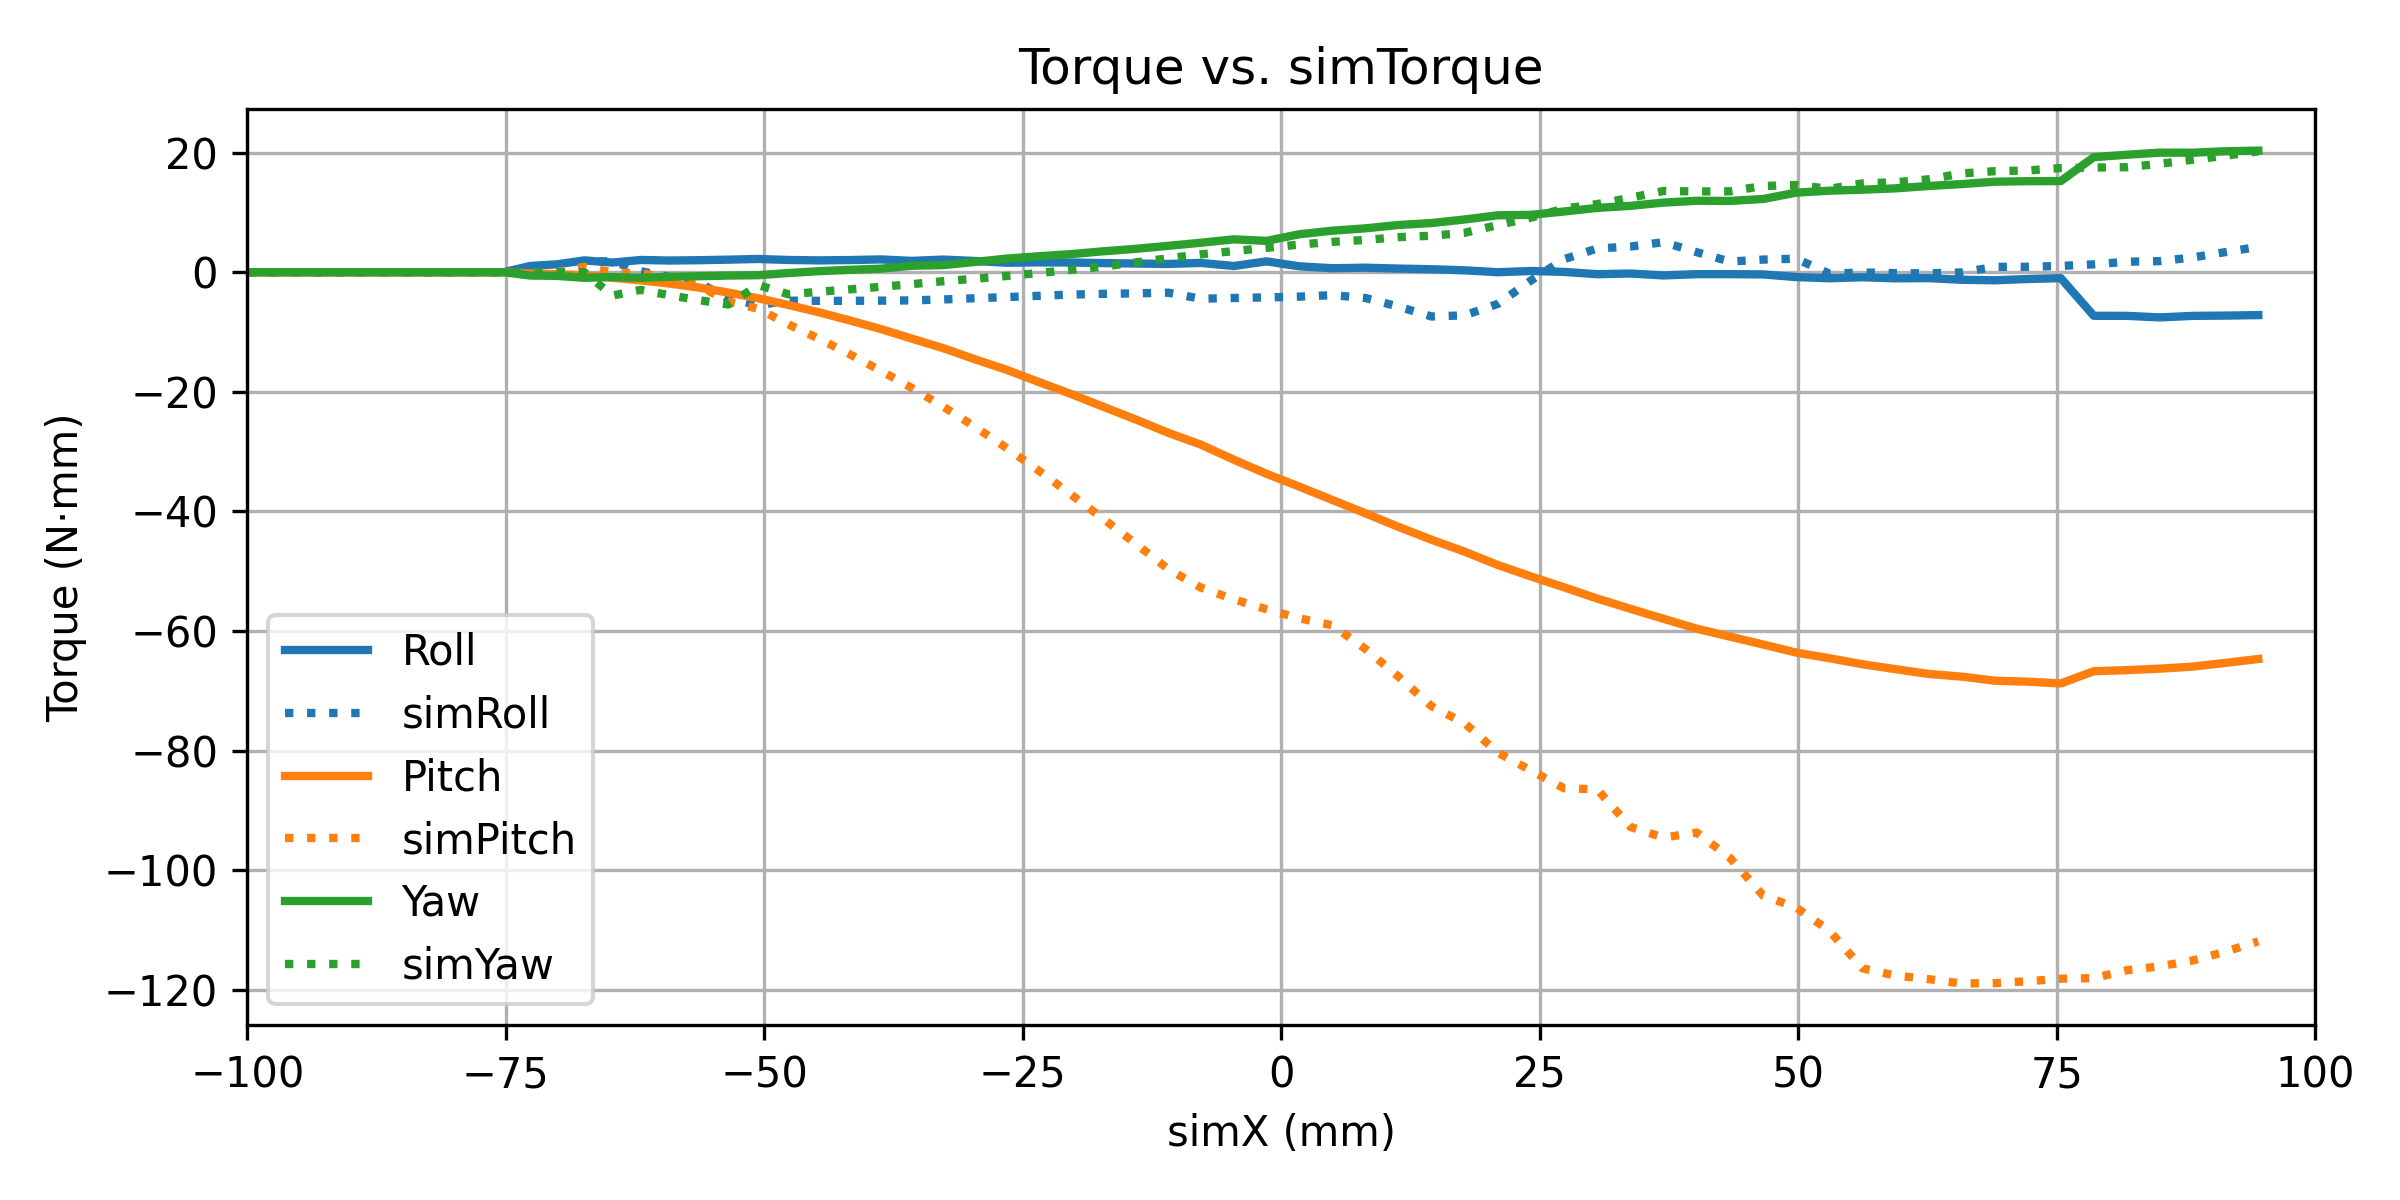 Torque vs. simTorque
Torque (N·mm)
20
0
−20
−40
−60
−80
−100
−120
Roll
simRoll
Pitch
simPitch
Yaw
simYaw
−100 −75 −50 −25 0 25 50 75 100
simX (mm)